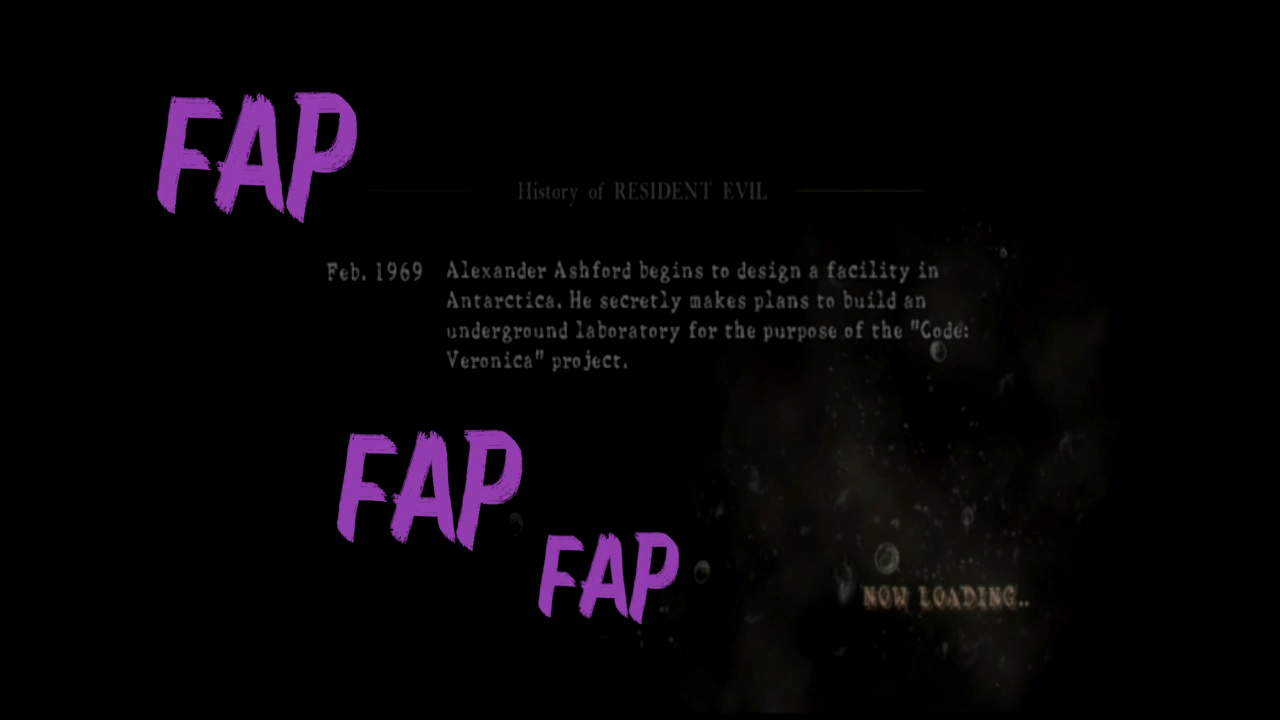 FAP
History of RESIDENT EVIL
Feb. 1969 Alexander Ashford begins to design a facility in
Antarctica. He secretly makes plans to build an
underground laboratory for the purpose of the "Code:
Veronica" project.
FAP
FAP
NOW LOADING..